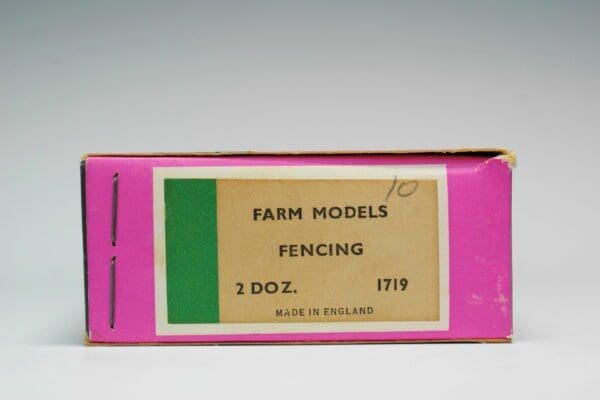 10
FARM MODELS
FENCING
2 DOZ. 1719
MADE IN ENGLAND